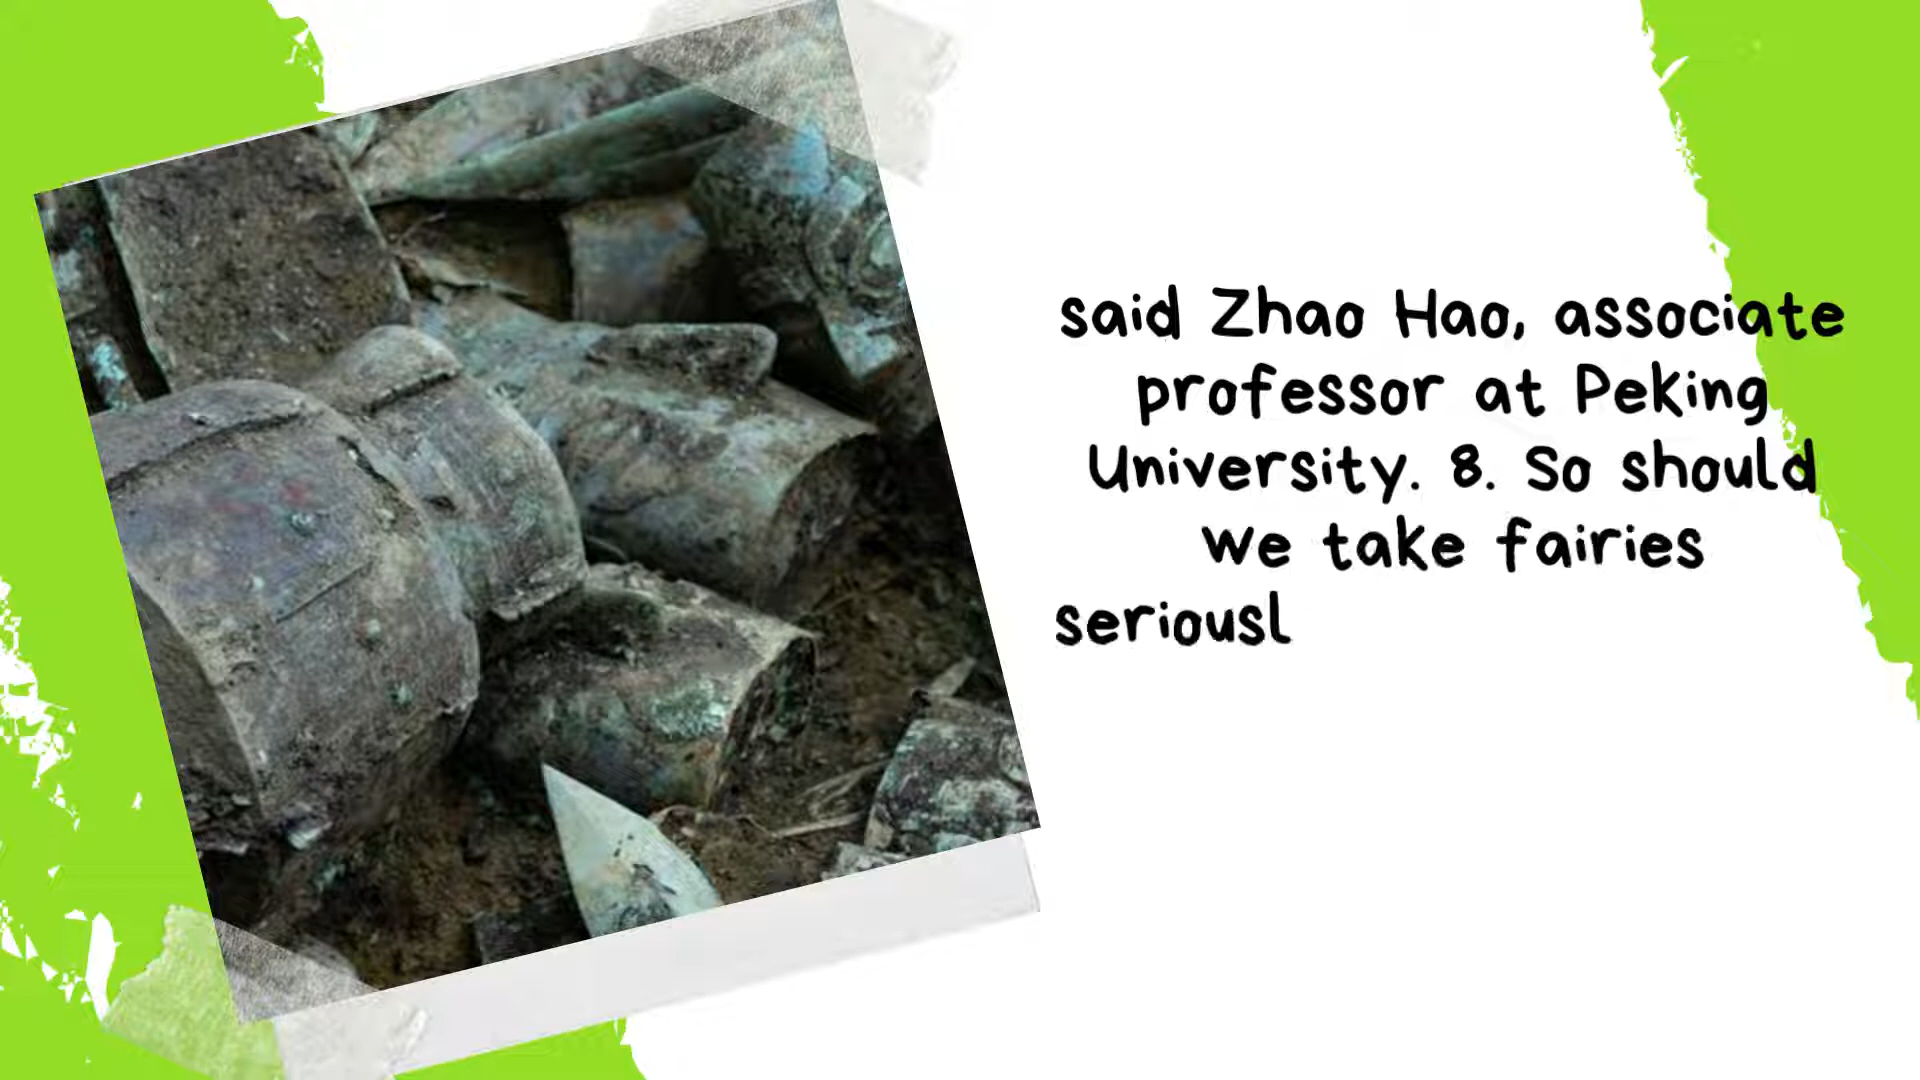 said Zhao Hao, associate
professor at Peking
University. 8. So should
we take fairies
seriousl